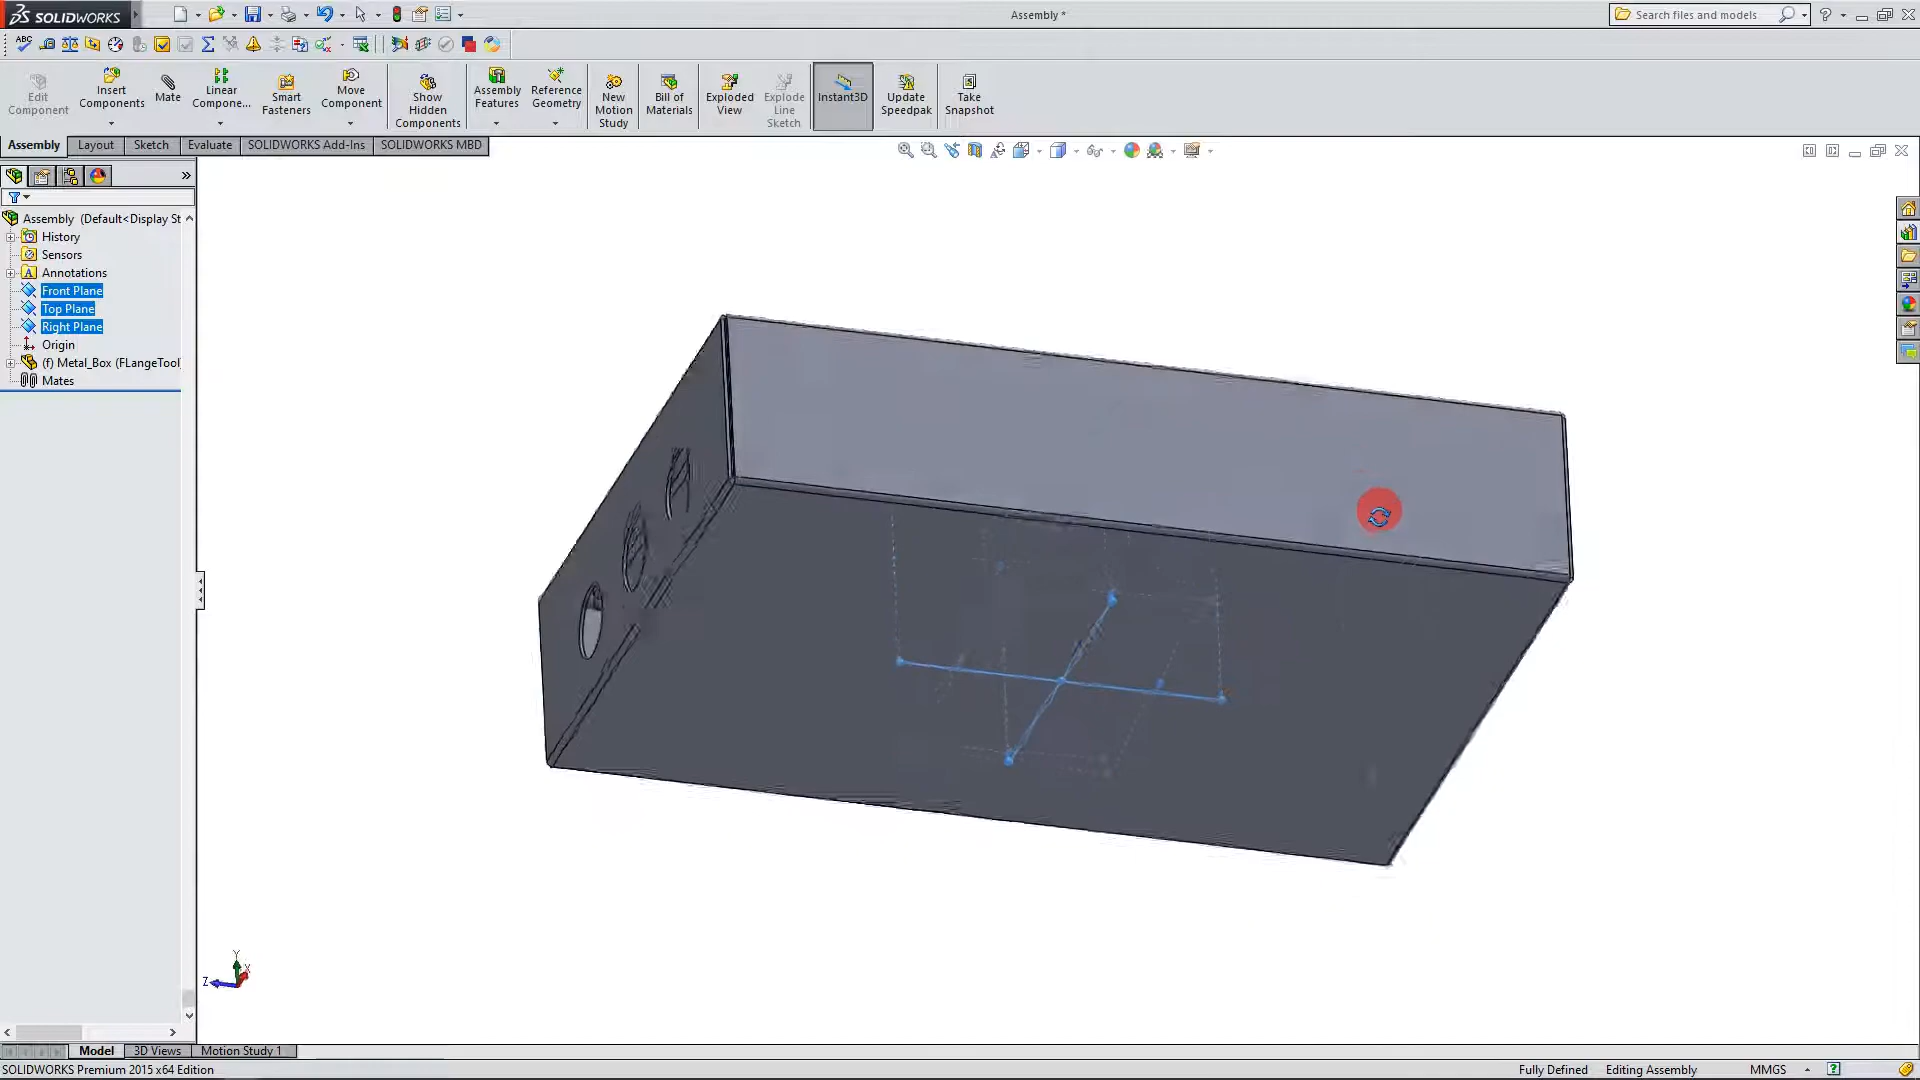 SOLIDWORKS
Assembly *
Search files and models
ABC
Edit Component
Insert Components
Mate
Linear Compone...
Smart Fasteners
Move Component
Show Hidden Components
Assembly Features
Reference Geometry
New Motion Study
Bill of Materials
Exploded View
Explode Line Sketch
Instant3D
Update Speedpak
Take Snapshot
Assembly
Layout
Sketch
Evaluate
SOLIDWORKS Add-Ins
SOLIDWORKS MBD
Assembly (Default<Display St
History
Sensors
Annotations
Front Plane
Top Plane
Right Plane
Origin
(f) Metal_Box (FLangeTool
Mates
Y
X
Z
Model
3D Views
Motion Study 1
SOLIDWORKS Premium 2015 x64 Edition
Fully Defined
Editing Assembly
MMGS